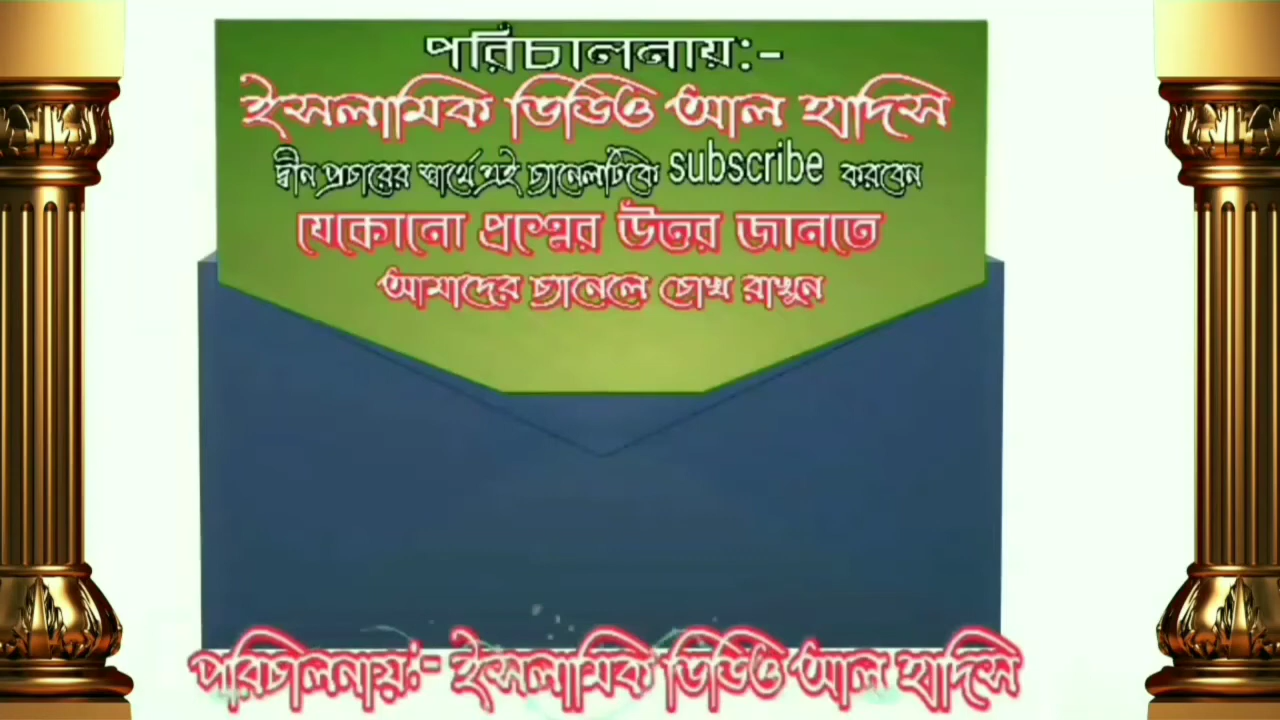 পরিচালনায়:-
ইসলামিক ভিডিও আল হাদিস
দ্বীন প্রচারের স্বার্থে এই চ্যানেলটিকে subscribe করবেন
যেকোনো প্রশ্নের উত্তর জানতে
আমাদের চ্যানেলে চোখ রাখুন
পরিচালনায়:- ইসলামিক ভিডিও আল হাদিস